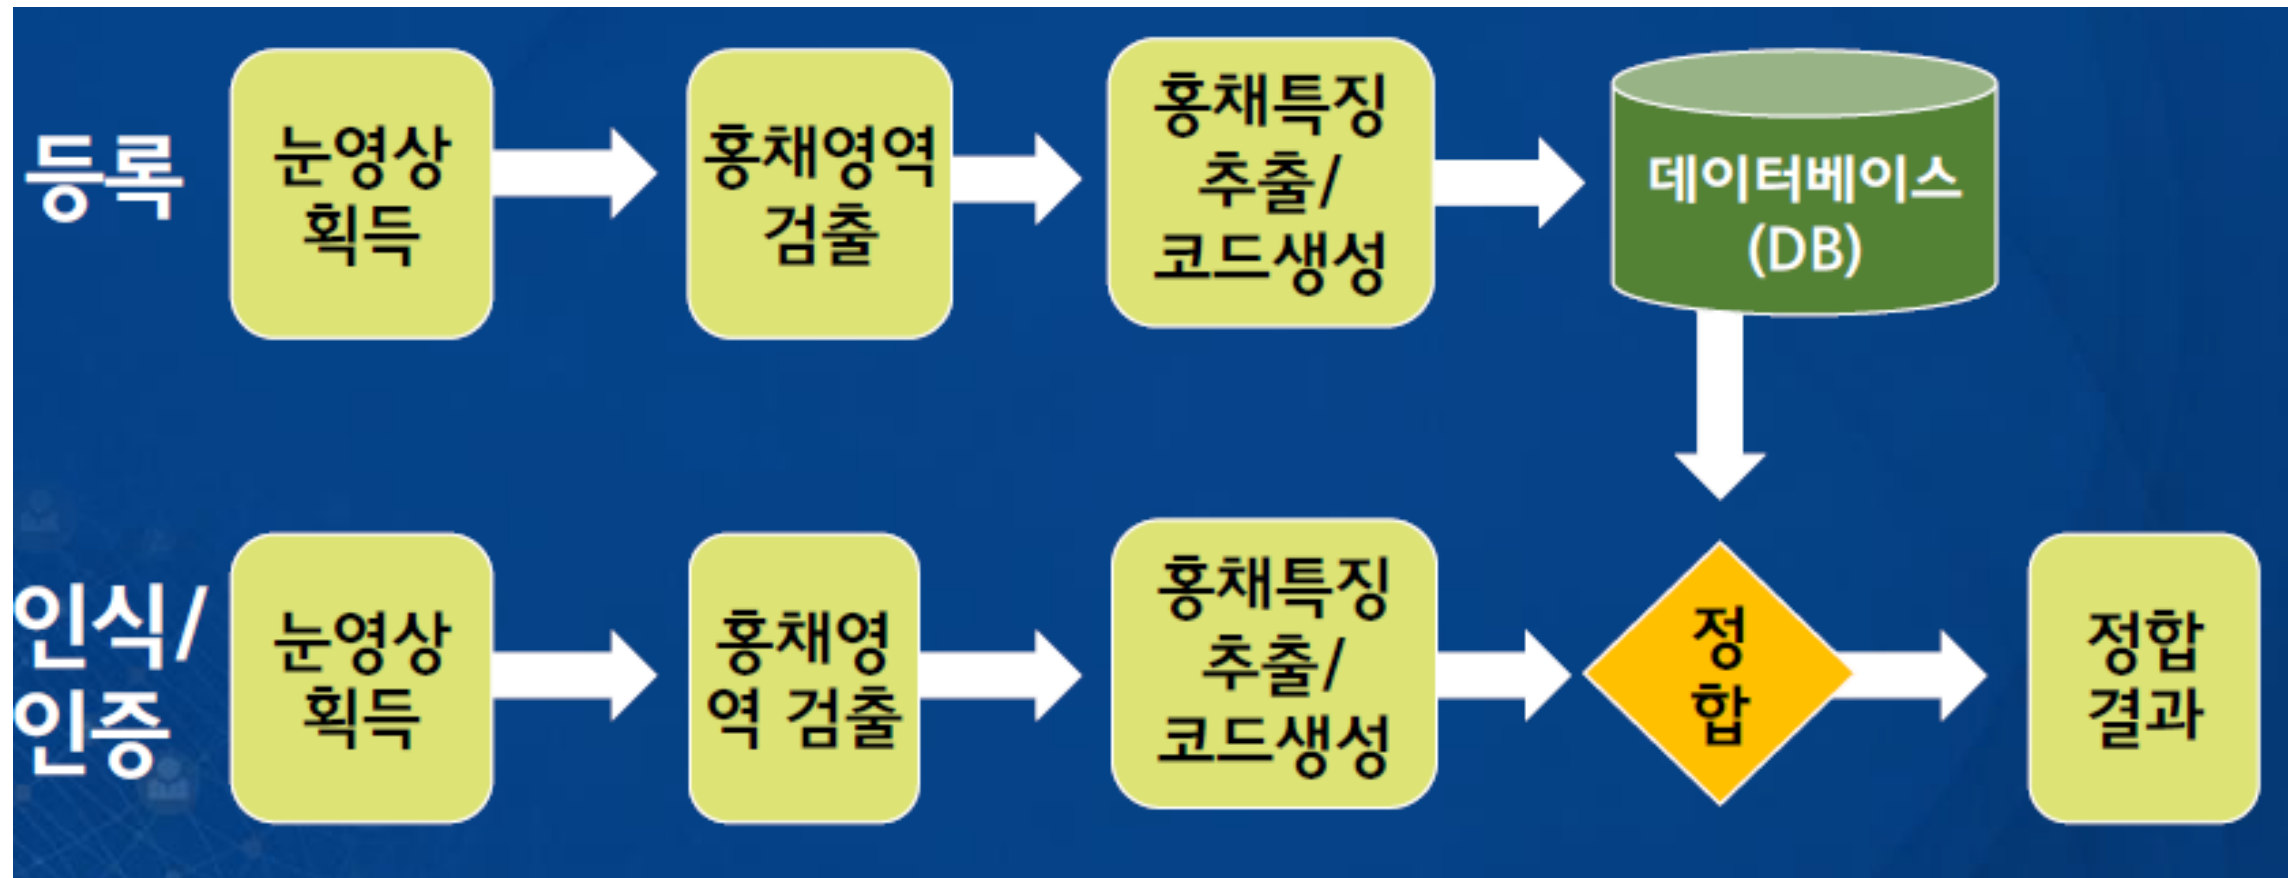 등록
눈영상
획득
홍채영역
검출
홍채특징
추출/
코드생성
데이터베이스
(DB)
인식/
인증
눈영상
획득
홍채영
역 검출
홍채특징
추출/
코드생성
정
합
정합
결과